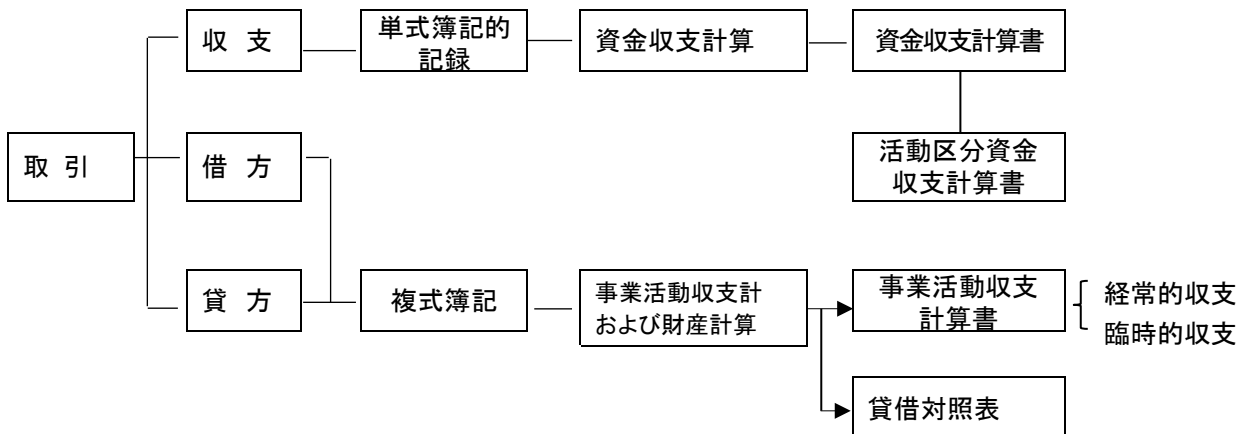 収 支
単式簿記的
記録
資金収支計算
資金収支計算書
取 引
借 方
活動区分資金
収支計算書
貸 方
複式簿記
事業活動収支計
および財産計算
事業活動収支
計算書
経常的収支
臨時的収支
貸借対照表